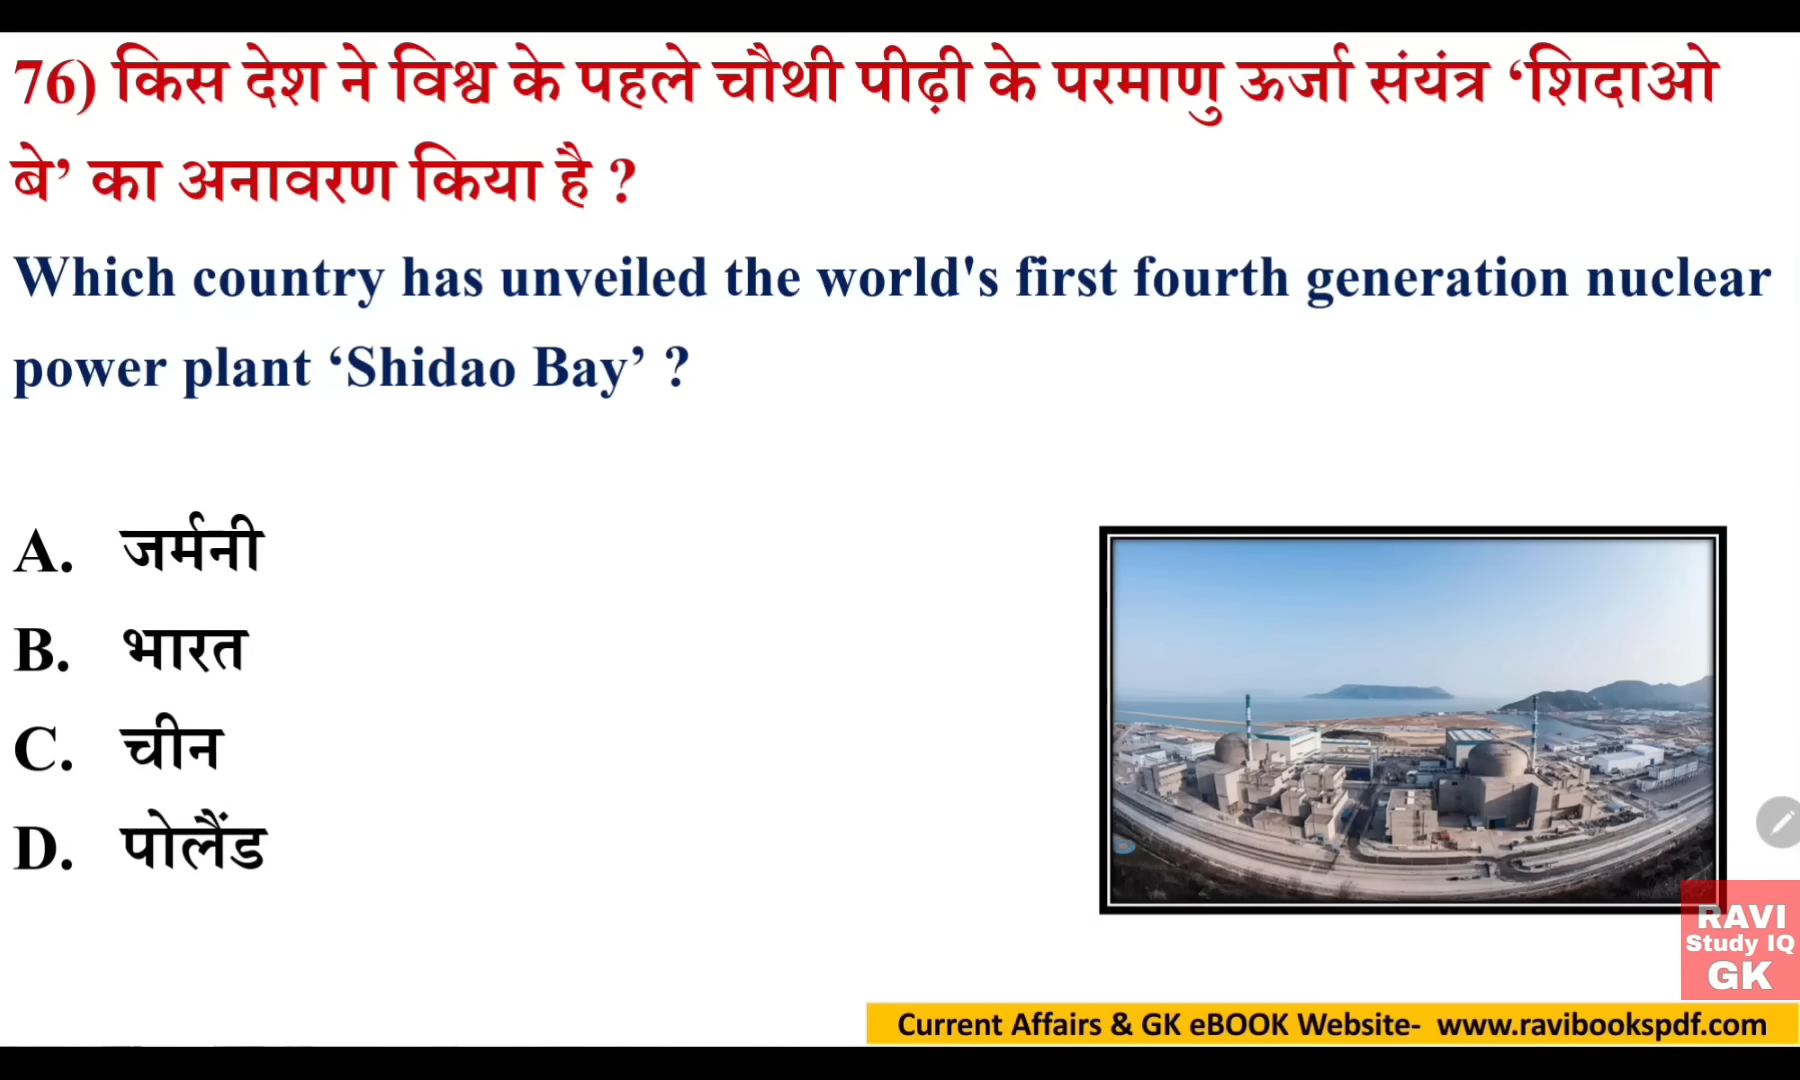 76) किस देश ने विश्व के पहले चौथी पीढ़ी के परमाणु ऊर्जा संयंत्र ‘शिदाओ
बे’ का अनावरण किया है ?
Which country has unveiled the world's first fourth generation nuclear
power plant ‘Shidao Bay’ ?
A. जर्मनी
B. भारत
C. चीन
D. पोलैंड
RAVI
Study IQ
GK
Current Affairs & GK eBOOK Website- www.ravibookspdf.com